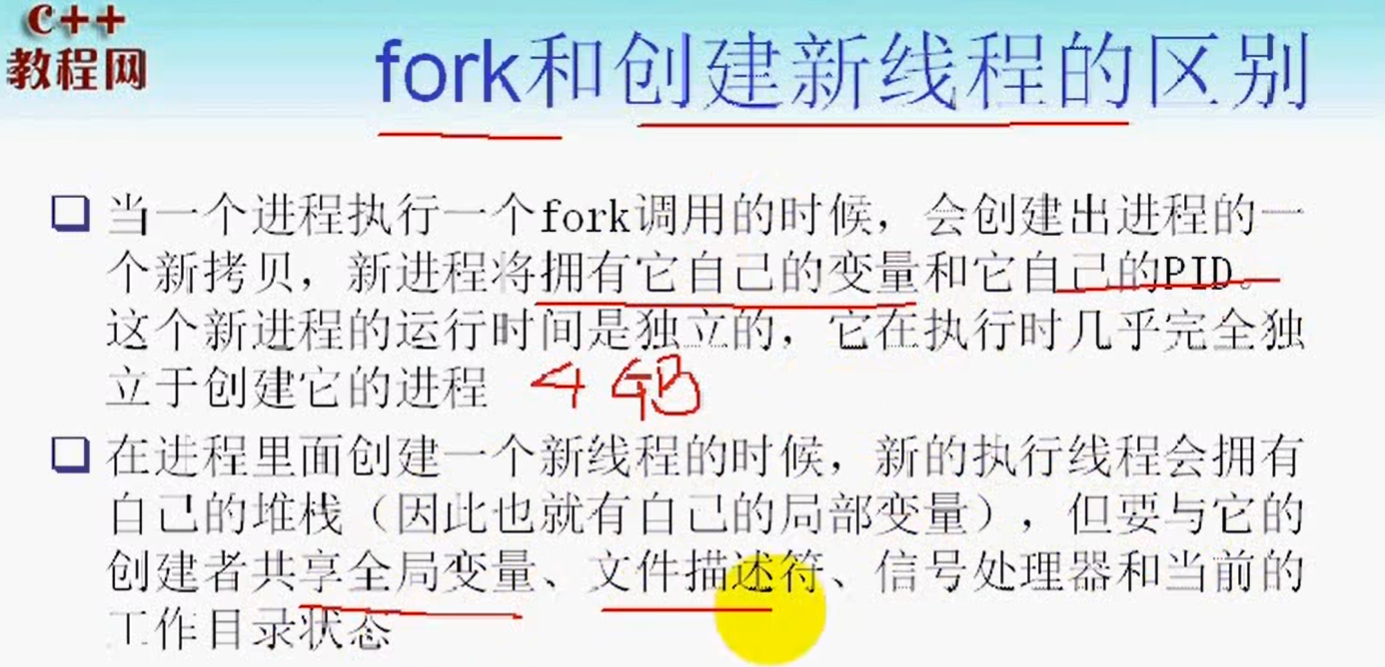 C++
教程网
fork和创建新线程的区别
当一个进程执行一个fork调用的时候，会创建出进程的一
个新拷贝，新进程将拥有它自己的变量和它自己的PID。
这个新进程的运行时间是独立的，它在执行时几乎完全独
立于创建它的进程 4GB
在进程里面创建一个新线程的时候，新的执行线程会拥有
自己的堆栈（因此也就有自己的局部变量），但要与它的
创建者共享全局变量、文件描述符、信号处理器和当前的
工作目录状态